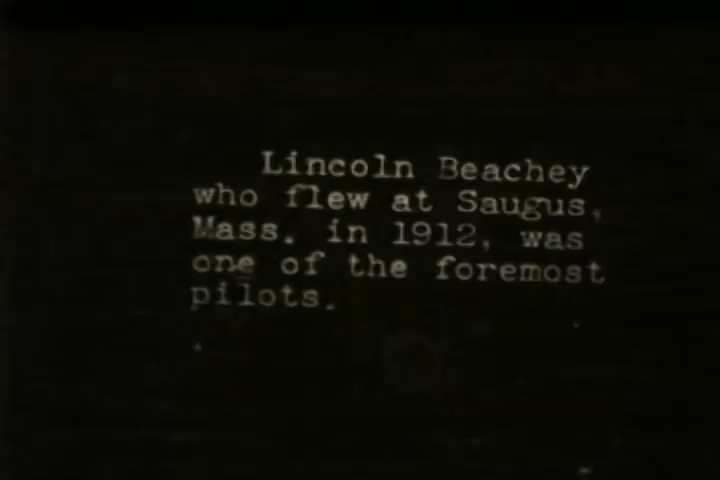 Lincoln Beachey
who flew at Saugus,
Mass. in 1912, was
one of the foremost
pilots.